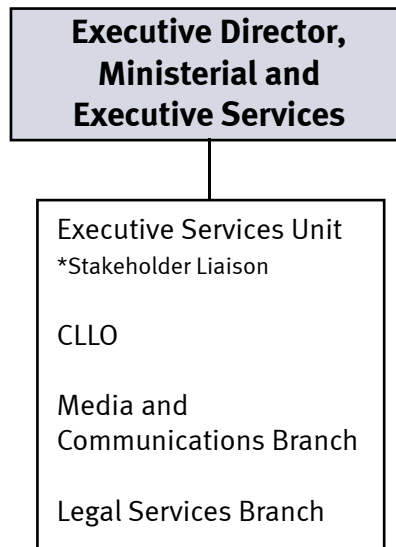 Executive Director,
Ministerial and
Executive Services
Executive Services Unit
*Stakeholder Liaison
CLLO
Media and
Communications Branch
Legal Services Branch